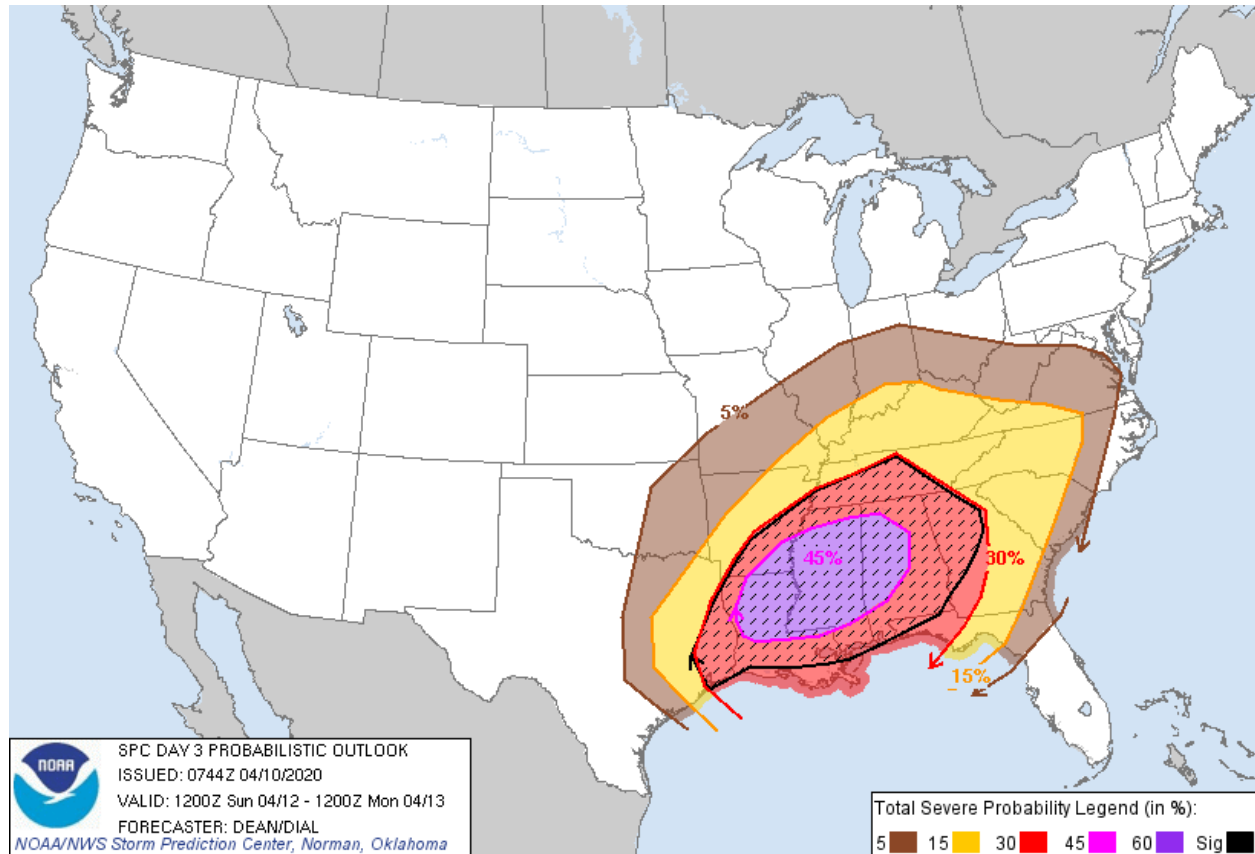 5%
45%
30%
15%
NOAA
SPC DAY 3 PROBABILISTIC OUTLOOK
ISSUED: 0744Z 04/10/2020
VALID: 1200Z Sun 04/12 - 1200Z Mon 04/13
FORECASTER: DEAN/DIAL
NOAA/NWS Storm Prediction Center, Norman, Oklahoma
Total Severe Probability Legend (in %):
5 15 30 45 60 Sig